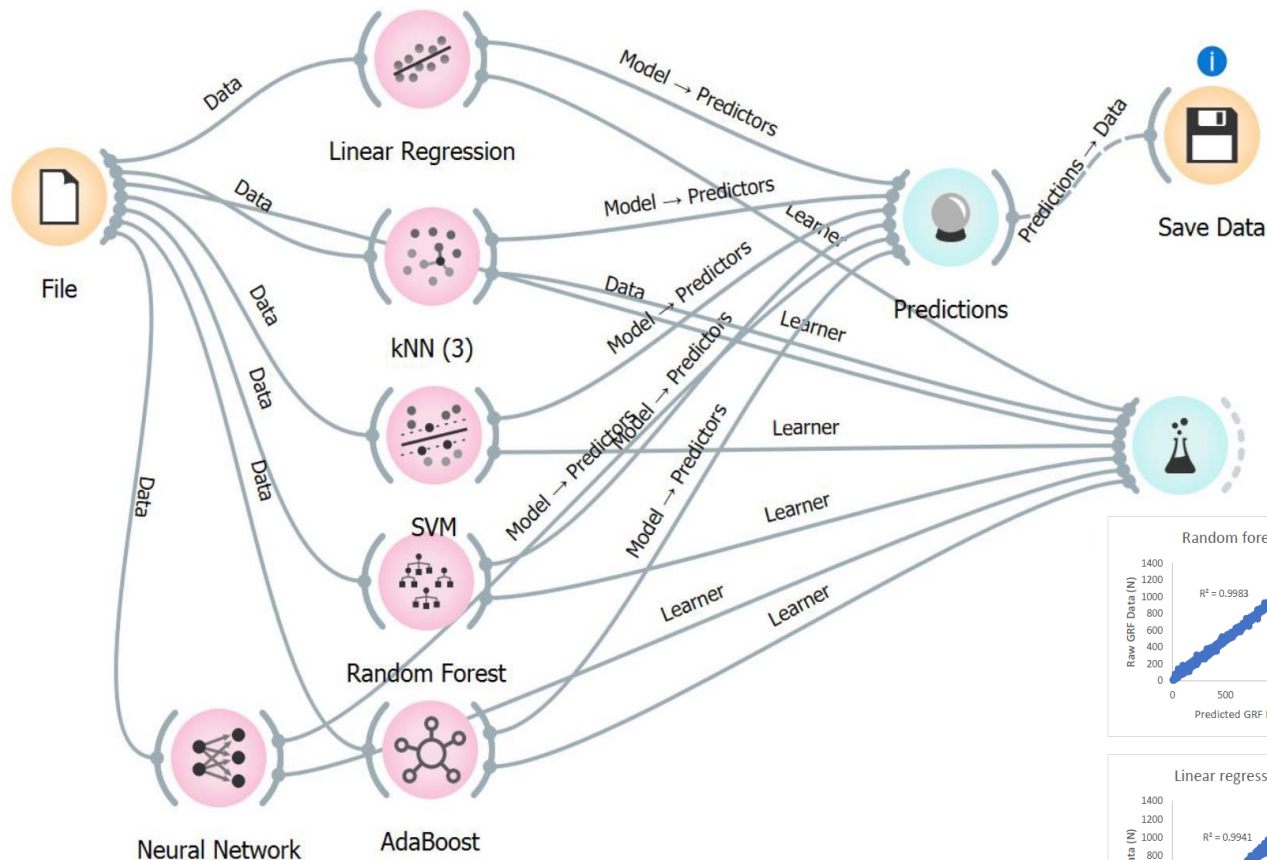 Linear Regression
Data
Data
Data
Data
Data
Data
Data
File
kNN (3)
SVM
Random Forest
Neural Network
AdaBoost
Model → Predictors
Model → Predictors
Model → Predictors
Model → Predictors
Model → Predictors
Model → Predictors
Learner
Learner
Learner
Learner
Learner
Learner
Predictions
Predictions → Data
i
Save Data
Random fore
1400
1200
1000
800
600
400
200
0
Raw GRF Data (N)
R² = 0.9983
0
500
Predicted GRF
Linear regress
1400
1200
1000
800
ata (N)
R² = 0.9941